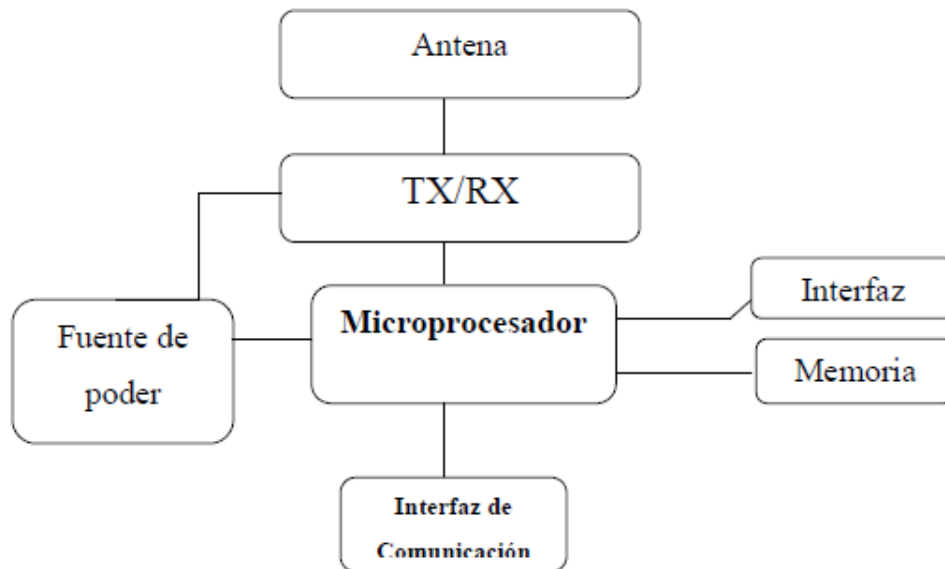 Antena
TX/RX
Microprocesador
Interfaz
Fuente de
poder
Memoria
Interfaz de
Comunicación